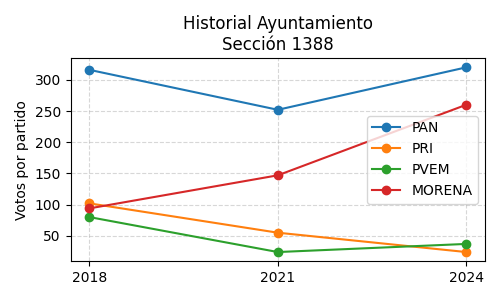 Historial Ayuntamiento
Sección 1388
Votos por partido
300
250
200
150
100
50
PAN
PRI
PVEM
MORENA
2018
2021
2024